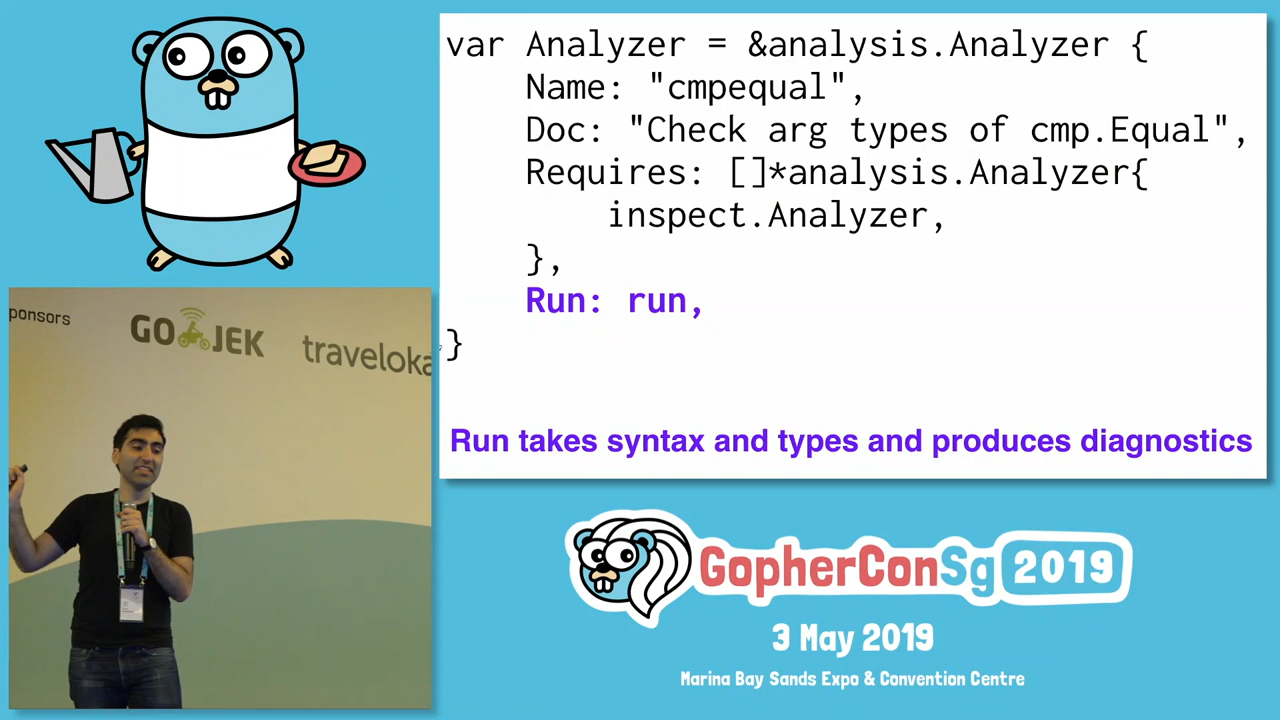 var Analyzer = &analysis.Analyzer {
Name: "cmpequal",
Doc: "Check arg types of cmp.Equal",
Requires: []*analysis.Analyzer{
inspect.Analyzer,
},
Run: run,
}
Run takes syntax and types and produces diagnostics
ponsors
GO JEK
traveloka
GopherConSg 2019
3 May 2019
Marina Bay Sands Expo & Convention Centre